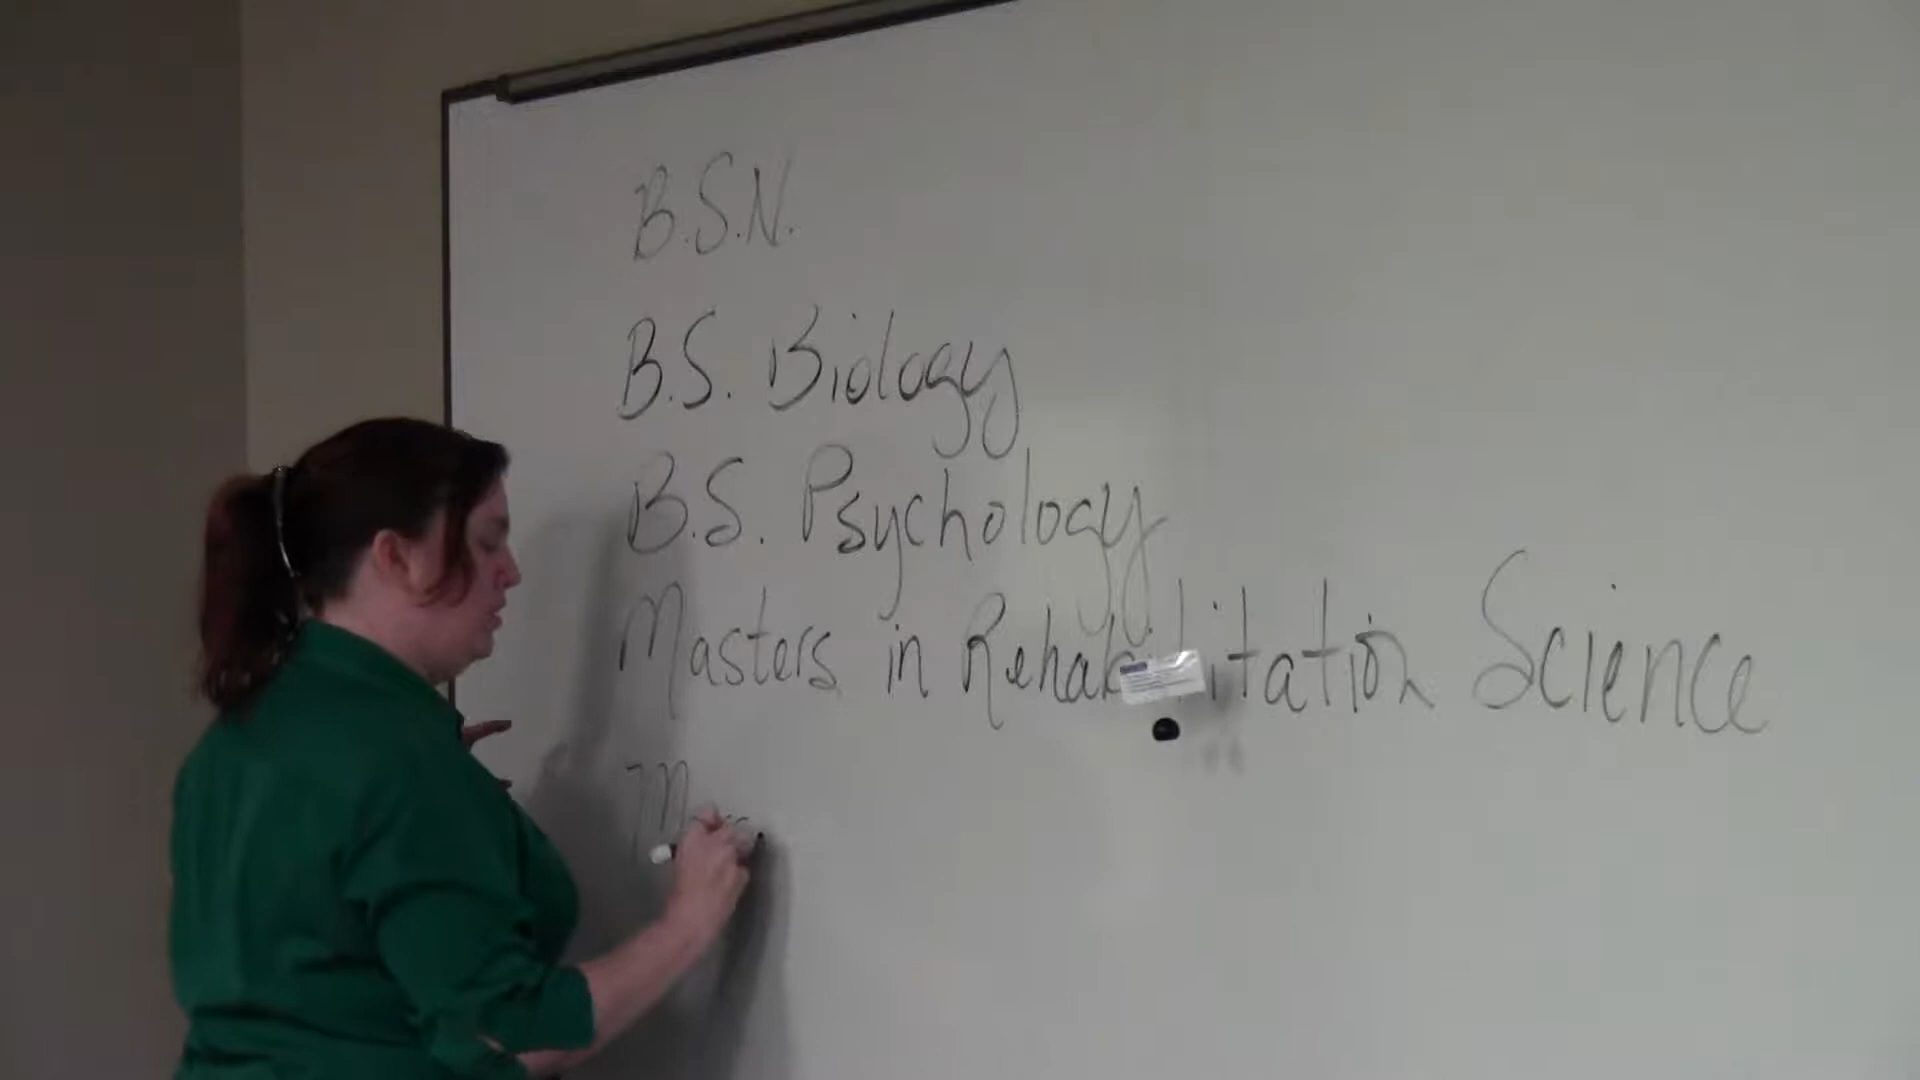 B.S.N.
B.S. Biology
B.S. Psychology
Masters in Rehabilitation Science